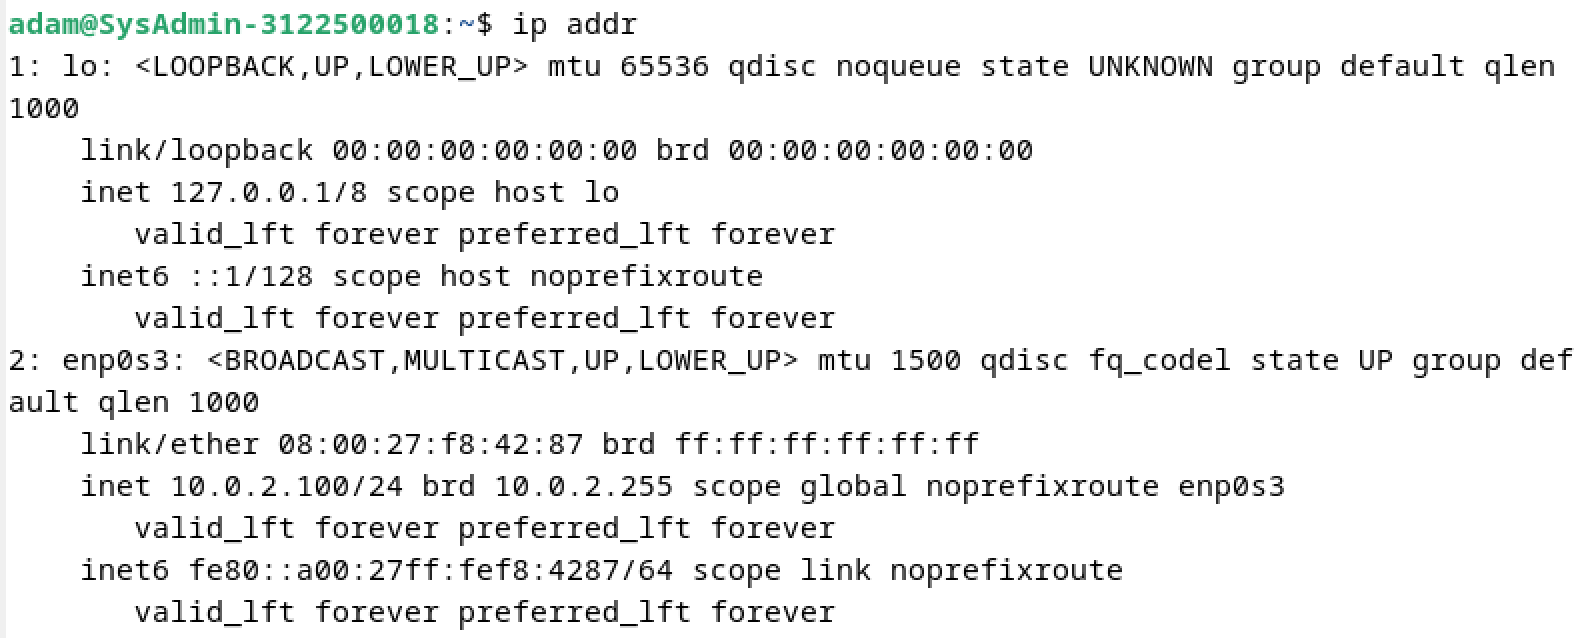 adam@SysAdmin-3122500018:~$ ip addr
1: lo: <LOOPBACK,UP,LOWER_UP> mtu 65536 qdisc noqueue state UNKNOWN group default qlen
1000
    link/loopback 00:00:00:00:00:00 brd 00:00:00:00:00:00
    inet 127.0.0.1/8 scope host lo
       valid_lft forever preferred_lft forever
    inet6 ::1/128 scope host noprefixroute
       valid_lft forever preferred_lft forever
2: enp0s3: <BROADCAST,MULTICAST,UP,LOWER_UP> mtu 1500 qdisc fq_codel state UP group def
ault qlen 1000
    link/ether 08:00:27:f8:42:87 brd ff:ff:ff:ff:ff:ff
    inet 10.0.2.100/24 brd 10.0.2.255 scope global noprefixroute enp0s3
       valid_lft forever preferred_lft forever
    inet6 fe80::a00:27ff:fef8:4287/64 scope link noprefixroute
       valid_lft forever preferred_lft forever